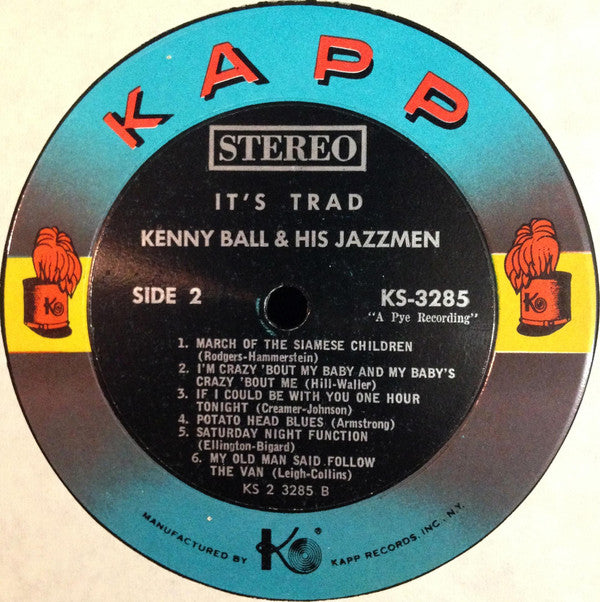 KAPP
STEREO
IT'S TRAD
KENNY BALL & HIS JAZZMEN
SIDE 2
KS-3285
"A Pye Recording"
1. MARCH OF THE SIAMESE CHILDREN
(Rodgers-Hammerstein)
2. I'M CRAZY 'BOUT MY BABY AND MY BABY'S
CRAZY 'BOUT ME (Hill-Waller)
3. IF I COULD BE WITH YOU ONE HOUR
TONIGHT (Creamer-Johnson)
4. POTATO HEAD BLUES (Armstrong)
5. SATURDAY NIGHT FUNCTION
(Ellington-Bigard)
6. MY OLD MAN SAID FOLLOW
THE VAN (Leigh-Collins)
KS 2 3285 B
K
K
MANUFACTURED BY K ® KAPP RECORDS, INC., N.Y.